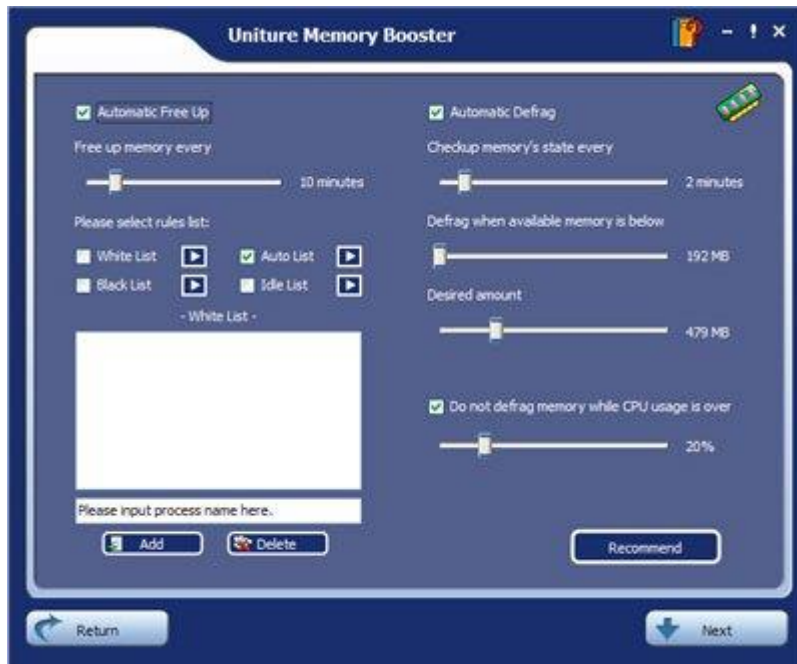 Uniture Memory Booster
Automatic Free Up
Free up memory every
10 minutes
Please select rules list:
White List
Auto List
Black List
Idle List
- White List -
Please input process name here.
Add
Delete
Automatic Defrag
Checkup memory's state every
2 minutes
Defrag when available memory is below
192 MB
Desired amount
479 MB
Do not defrag memory while CPU usage is over
20%
Recommend
Return
Next